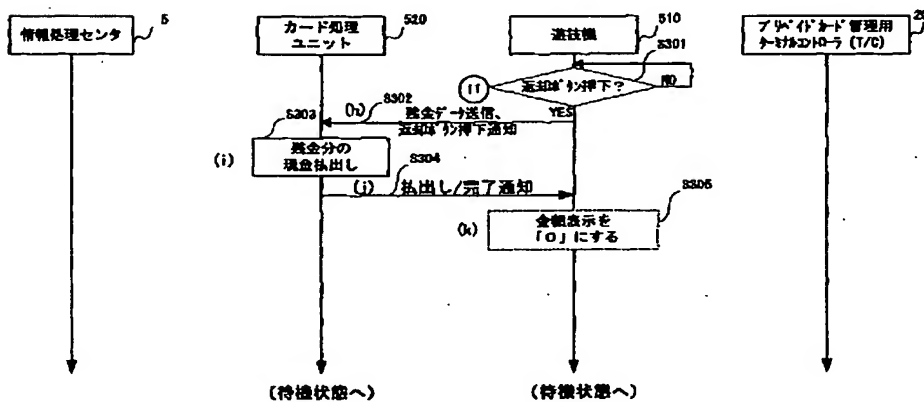 情報処理センタ
5
カード処理
ユニット
520
遊技機
510
プリペイドカード管理用
ターミナルコントローラ (T/C)
S301
返却ボタン押下?
NO
YES
S302
(h) 残金データ送信、
返却ボタン押下通知
S303
(i)
残金分の
現金払出し
S304
(j) 払出し/完了通知
S305
(k)
金額表示を
「0」にする
(待機状態へ)
(待機状態へ)